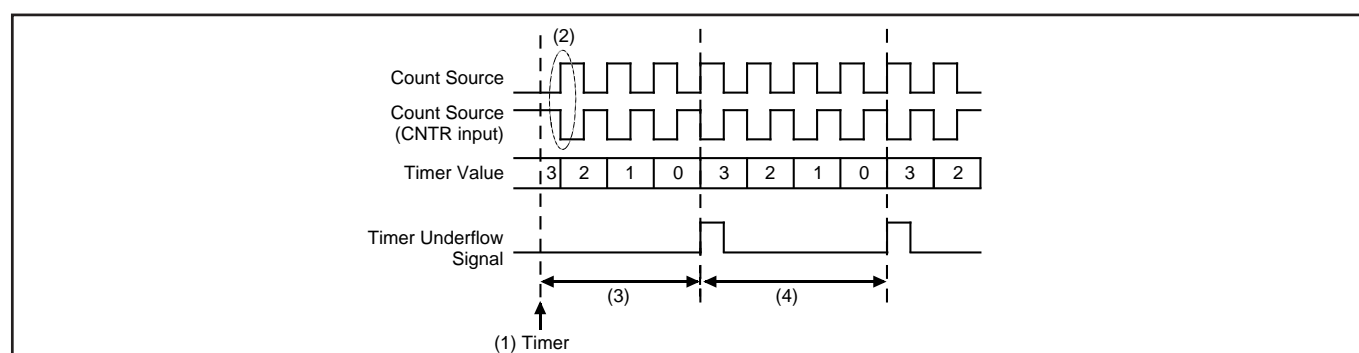 (2)
Count Source
Count Source
(CNTR input)
Timer Value 3 2 1 0 3 2 1 0 3 2
Timer Underflow
Signal
(3) (4)
(1) Timer